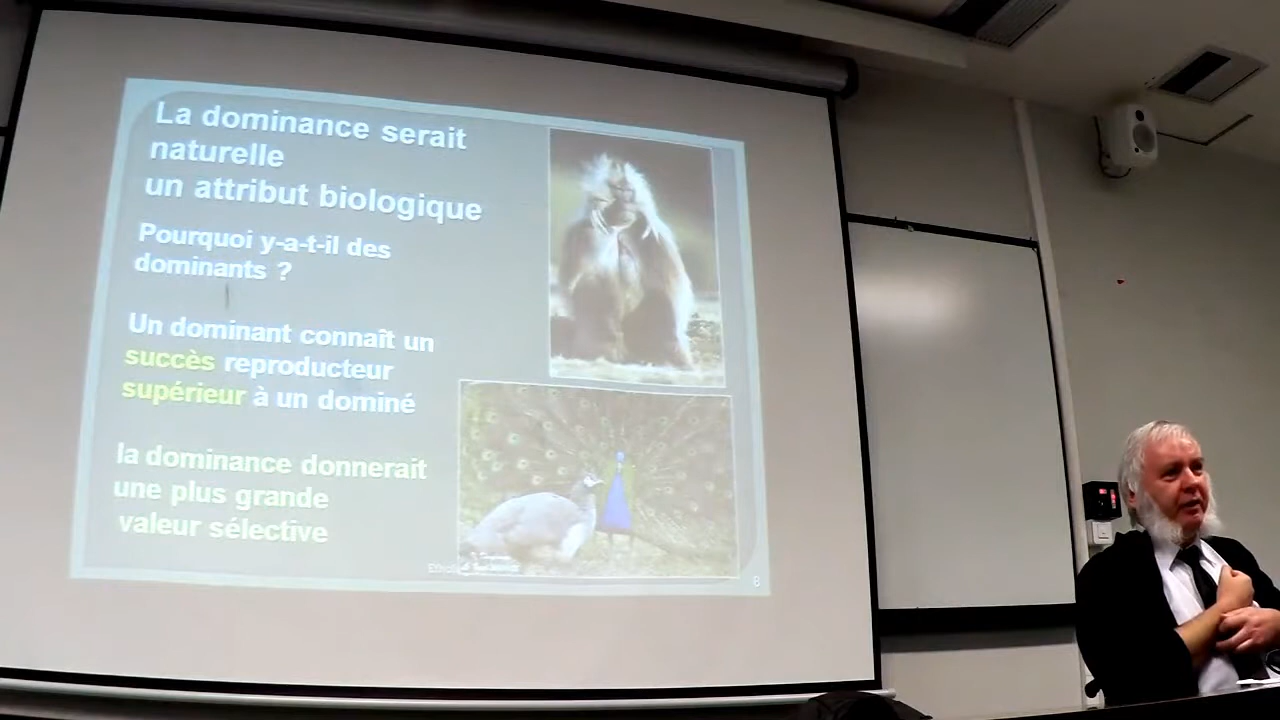 La dominance serait
naturelle
un attribut biologique
Pourquoi y-a-t-il des
dominants ?
Un dominant connaît un
succès reproducteur
supérieur à un dominé
la dominance donnerait
une plus grande
valeur sélective
6